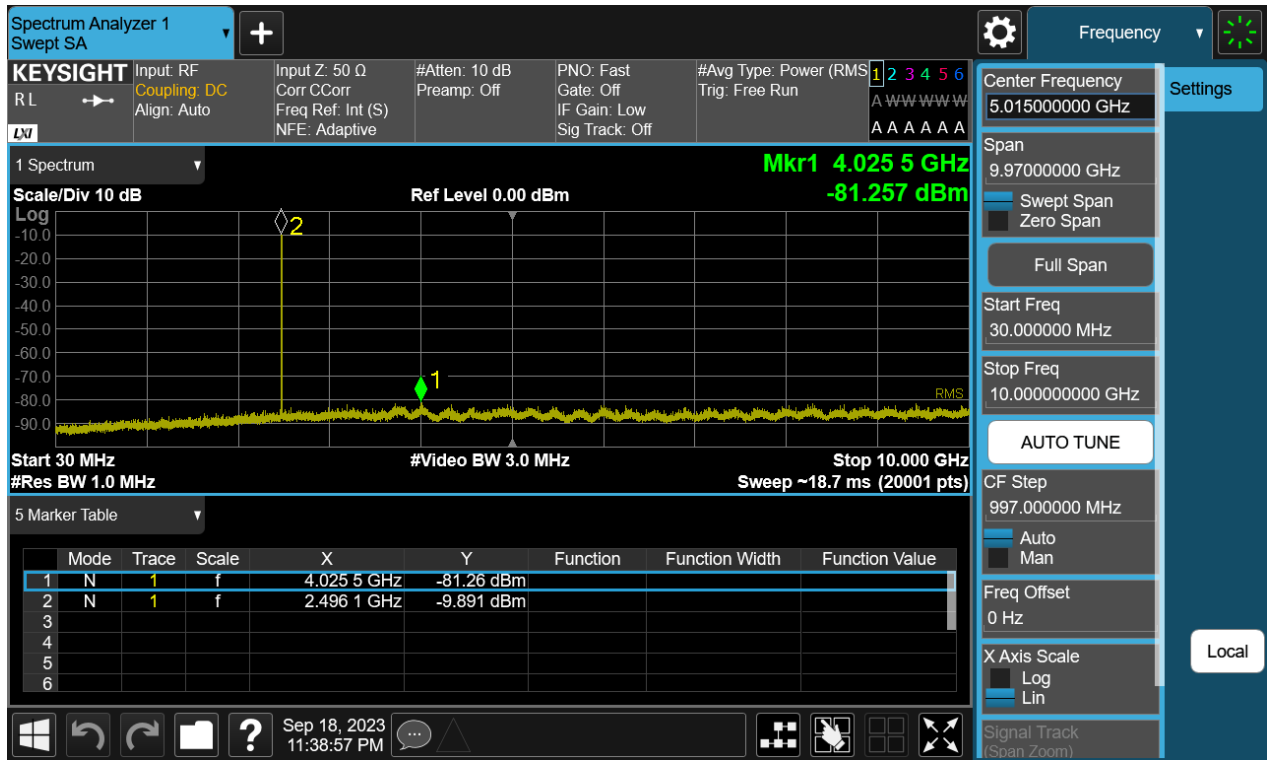 Spectrum Analyzer 1
Swept SA
+
Frequency
KEYSIGHT
RL
LXI
Input: RF
Coupling: DC
Align: Auto
Input Z: 50 Ω
Corr CCorr
Freq Ref: Int (S)
NFE: Adaptive
#Atten: 10 dB
Preamp: Off
PNO: Fast
Gate: Off
IF Gain: Low
Sig Track: Off
#Avg Type: Power (RMS
Trig: Free Run
1 2 3 4 5 6
A W W W W W
A A A A A A
1 Spectrum
Mkr1 4.025 5 GHz
Scale/Div 10 dB
Ref Level 0.00 dBm
-81.257 dBm
Log
2
-10.0
-20.0
-30.0
-40.0
-50.0
-60.0
-70.0
1
-80.0
RMS
-90.0
Start 30 MHz
#Video BW 3.0 MHz
Stop 10.000 GHz
#Res BW 1.0 MHz
Sweep ~18.7 ms (20001 pts)
5 Marker Table
Mode Trace Scale X Y Function Function Width Function Value
1 N 1 f 4.025 5 GHz -81.26 dBm
2 N 1 f 2.496 1 GHz -9.891 dBm
3
4
5
6
?
Sep 18, 2023
11:38:57 PM
Center Frequency
5.015000000 GHz
Settings
Span
9.97000000 GHz
Swept Span
Zero Span
Full Span
Start Freq
30.000000 MHz
Stop Freq
10.000000000 GHz
AUTO TUNE
CF Step
997.000000 MHz
Auto
Man
Freq Offset
0 Hz
X Axis Scale
Log
Lin
Local
Signal Track
(Span Zoom)